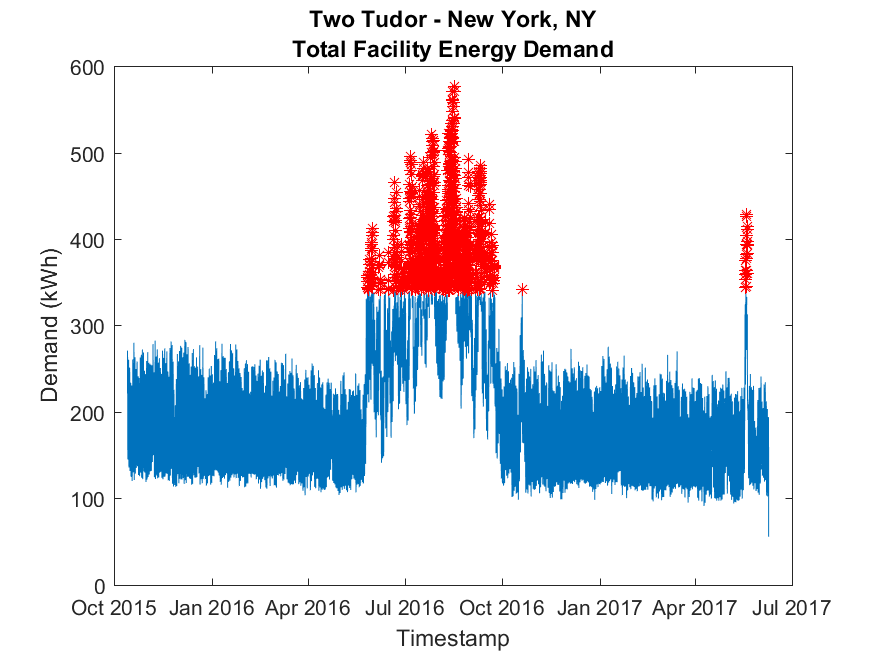 Two Tudor - New York, NY
Total Facility Energy Demand
600
500
400
300
200
100
0
Demand (kWh)
Oct 2015 Jan 2016 Apr 2016 Jul 2016 Oct 2016 Jan 2017 Apr 2017 Jul 2017
Timestamp